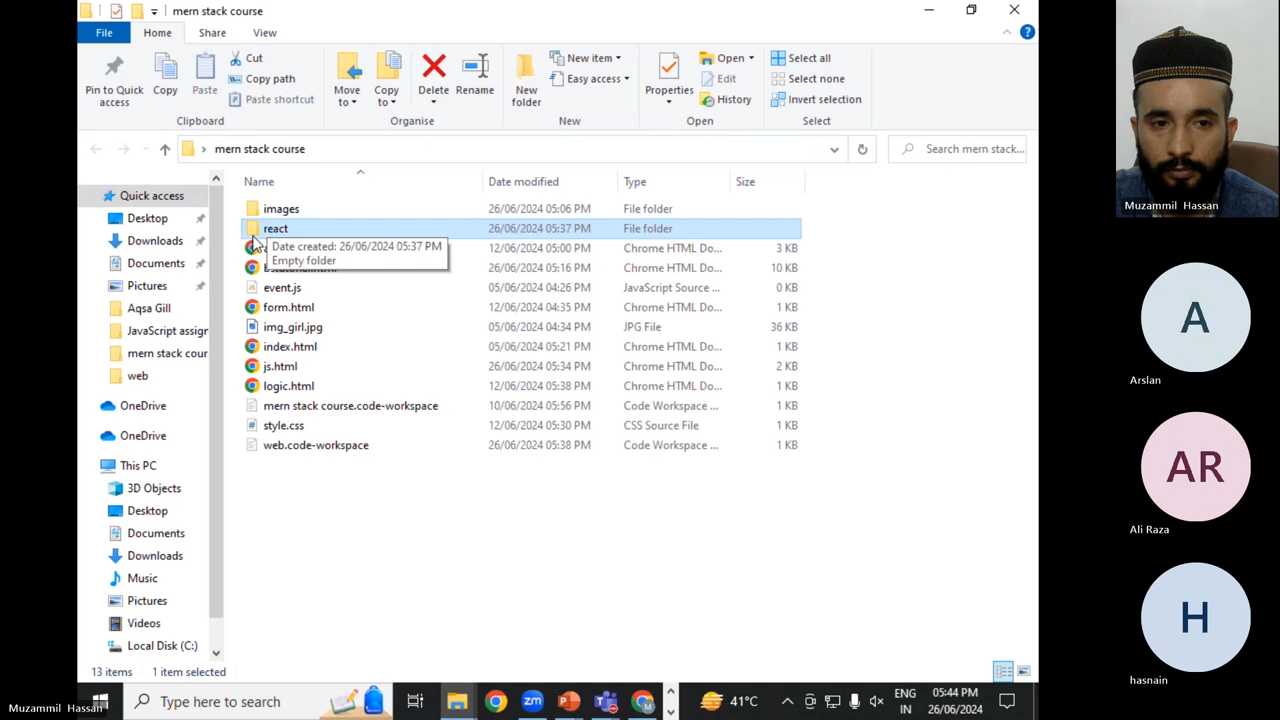 mern stack course
File Home Share View
Pin to Quick access
Copy
Paste
Cut
Copy path
Paste shortcut
Move to
Copy to
Delete
Rename
New folder
New item
Easy access
Properties
Open
Edit
History
Select all
Select none
Invert selection
Clipboard Organise New Open Select
mern stack course
Search mern stack...
Name Date modified Type Size
images 26/06/2024 05:06 PM File folder
react 26/06/2024 05:37 PM File folder
12/06/2024 05:00 PM Chrome HTML Do... 3 KB
26/06/2024 05:16 PM Chrome HTML Do... 10 KB
Date created: 26/06/2024 05:37 PM
Empty folder
event.js 05/06/2024 04:26 PM JavaScript Source ... 0 KB
form.html 12/06/2024 04:35 PM Chrome HTML Do... 1 KB
img_girl.jpg 05/06/2024 04:34 PM JPG File 36 KB
index.html 05/06/2024 05:21 PM Chrome HTML Do... 1 KB
js.html 26/06/2024 05:34 PM Chrome HTML Do... 2 KB
logic.html 12/06/2024 05:38 PM Chrome HTML Do... 1 KB
mern stack course.code-workspace 10/06/2024 05:56 PM Code Workspace ... 1 KB
style.css 12/06/2024 05:30 PM CSS Source File 1 KB
web.code-workspace 26/06/2024 05:38 PM Code Workspace ... 1 KB
Quick access
Desktop
Downloads
Documents
Pictures
Aqsa Gill
JavaScript assign
mern stack cour
web
OneDrive
OneDrive
This PC
3D Objects
Desktop
Documents
Downloads
Music
Pictures
Videos
Local Disk (C:)
13 items 1 item selected
Type here to search
zm
41°C
ENG
IN
05:44 PM
26/06/2024
Muzammil Hassan
Muzammil Hassan
A
Arslan
AR
Ali Raza
H
hasnain